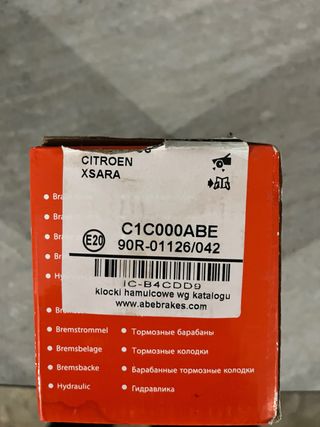 CITROEN
XSARA
C1C000ABE
E20
90R-01126/042
IC-B4CDD9
klocki hamulcowe wg katalogu
www.abebrakes.com
• Bremstrommel
• Bremsbelage
• Bremsbacke
• Hydraulic
• Тормозные барабаны
• Тормозные колодки
• Барабанные тормозные колодки
• Гидравлика